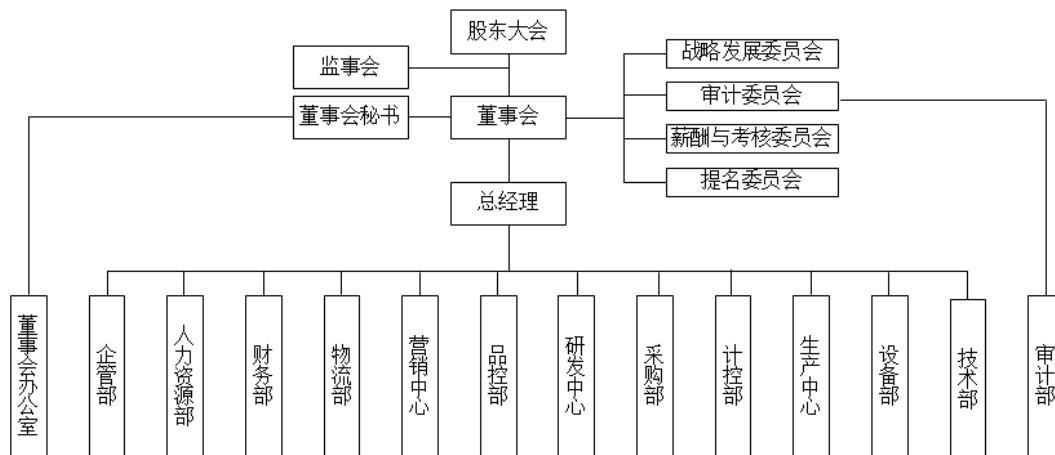 股东大会
监事会
战略发展委员会
审计委员会
董事会秘书
董事会
薪酬与考核委员会
提名委员会
总经理
董事会办公室
企管部
人力资源部
财务部
物流部
营销中心
品控部
研发中心
采购部
计控部
生产中心
设备部
技术部
审计部